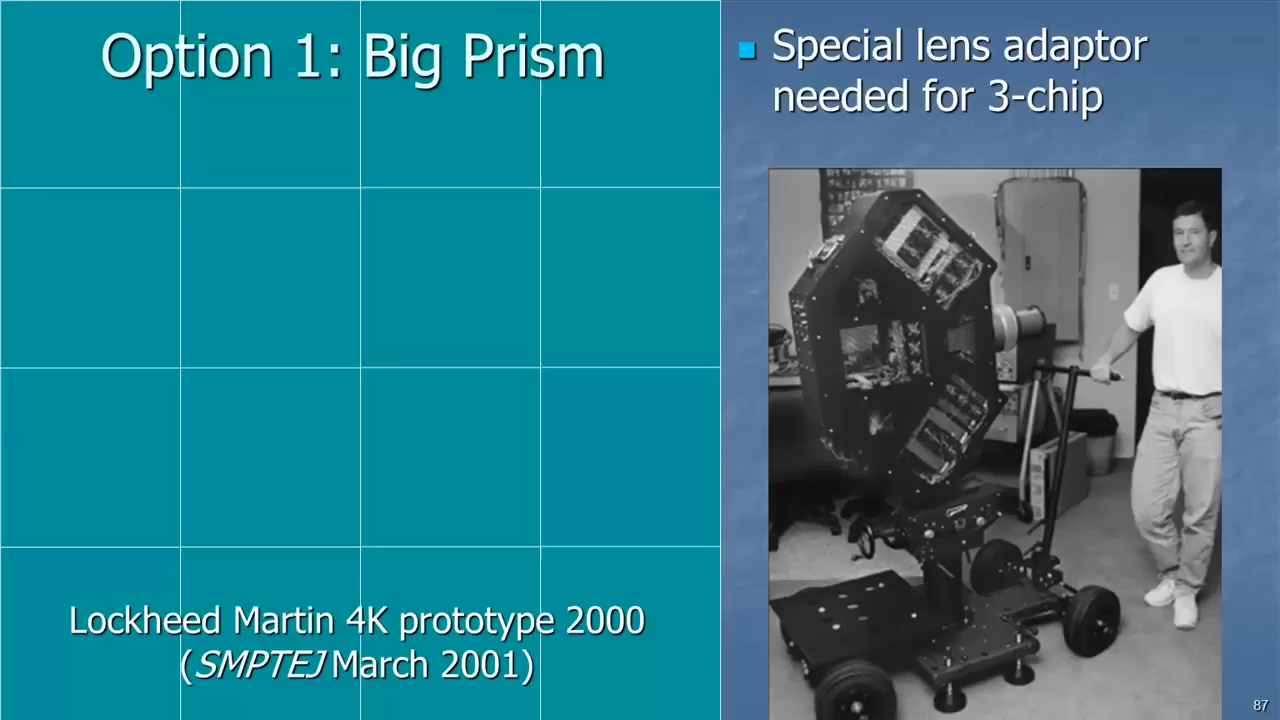 Option 1: Big Prism
Special lens adaptor
needed for 3-chip
Lockheed Martin 4K prototype 2000
(SMPTEJ March 2001)
87